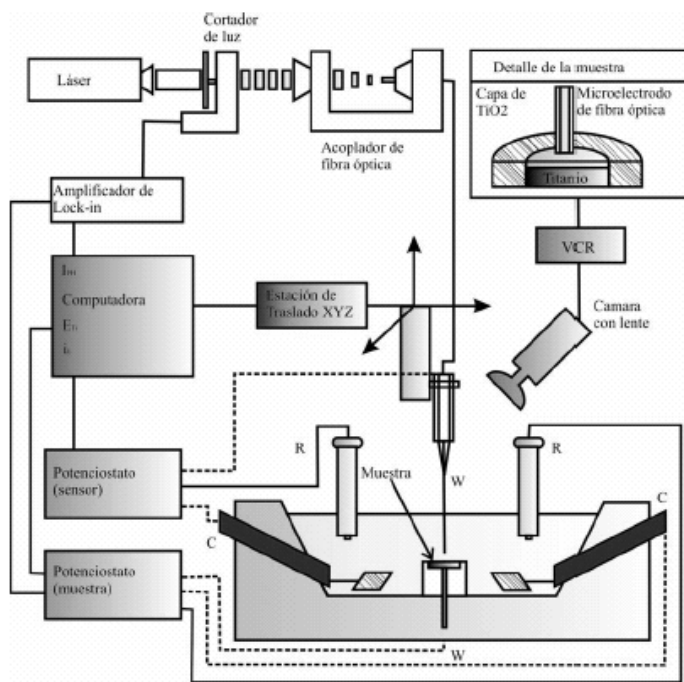 Cortador
de luz
Láser
Acoplador de
fibra óptica
Detalle de la muestra
Capa de
TiO2
Microelectrodo
de fibra óptica
Titanio
Amplificador de
Lock-in
VCR
Computadora
Estación de
Traslado XYZ
Camara
con lente
Potenciostato
(sensor)
R
Muestra
W
R
C
C
Potenciostato
(muestra)
W